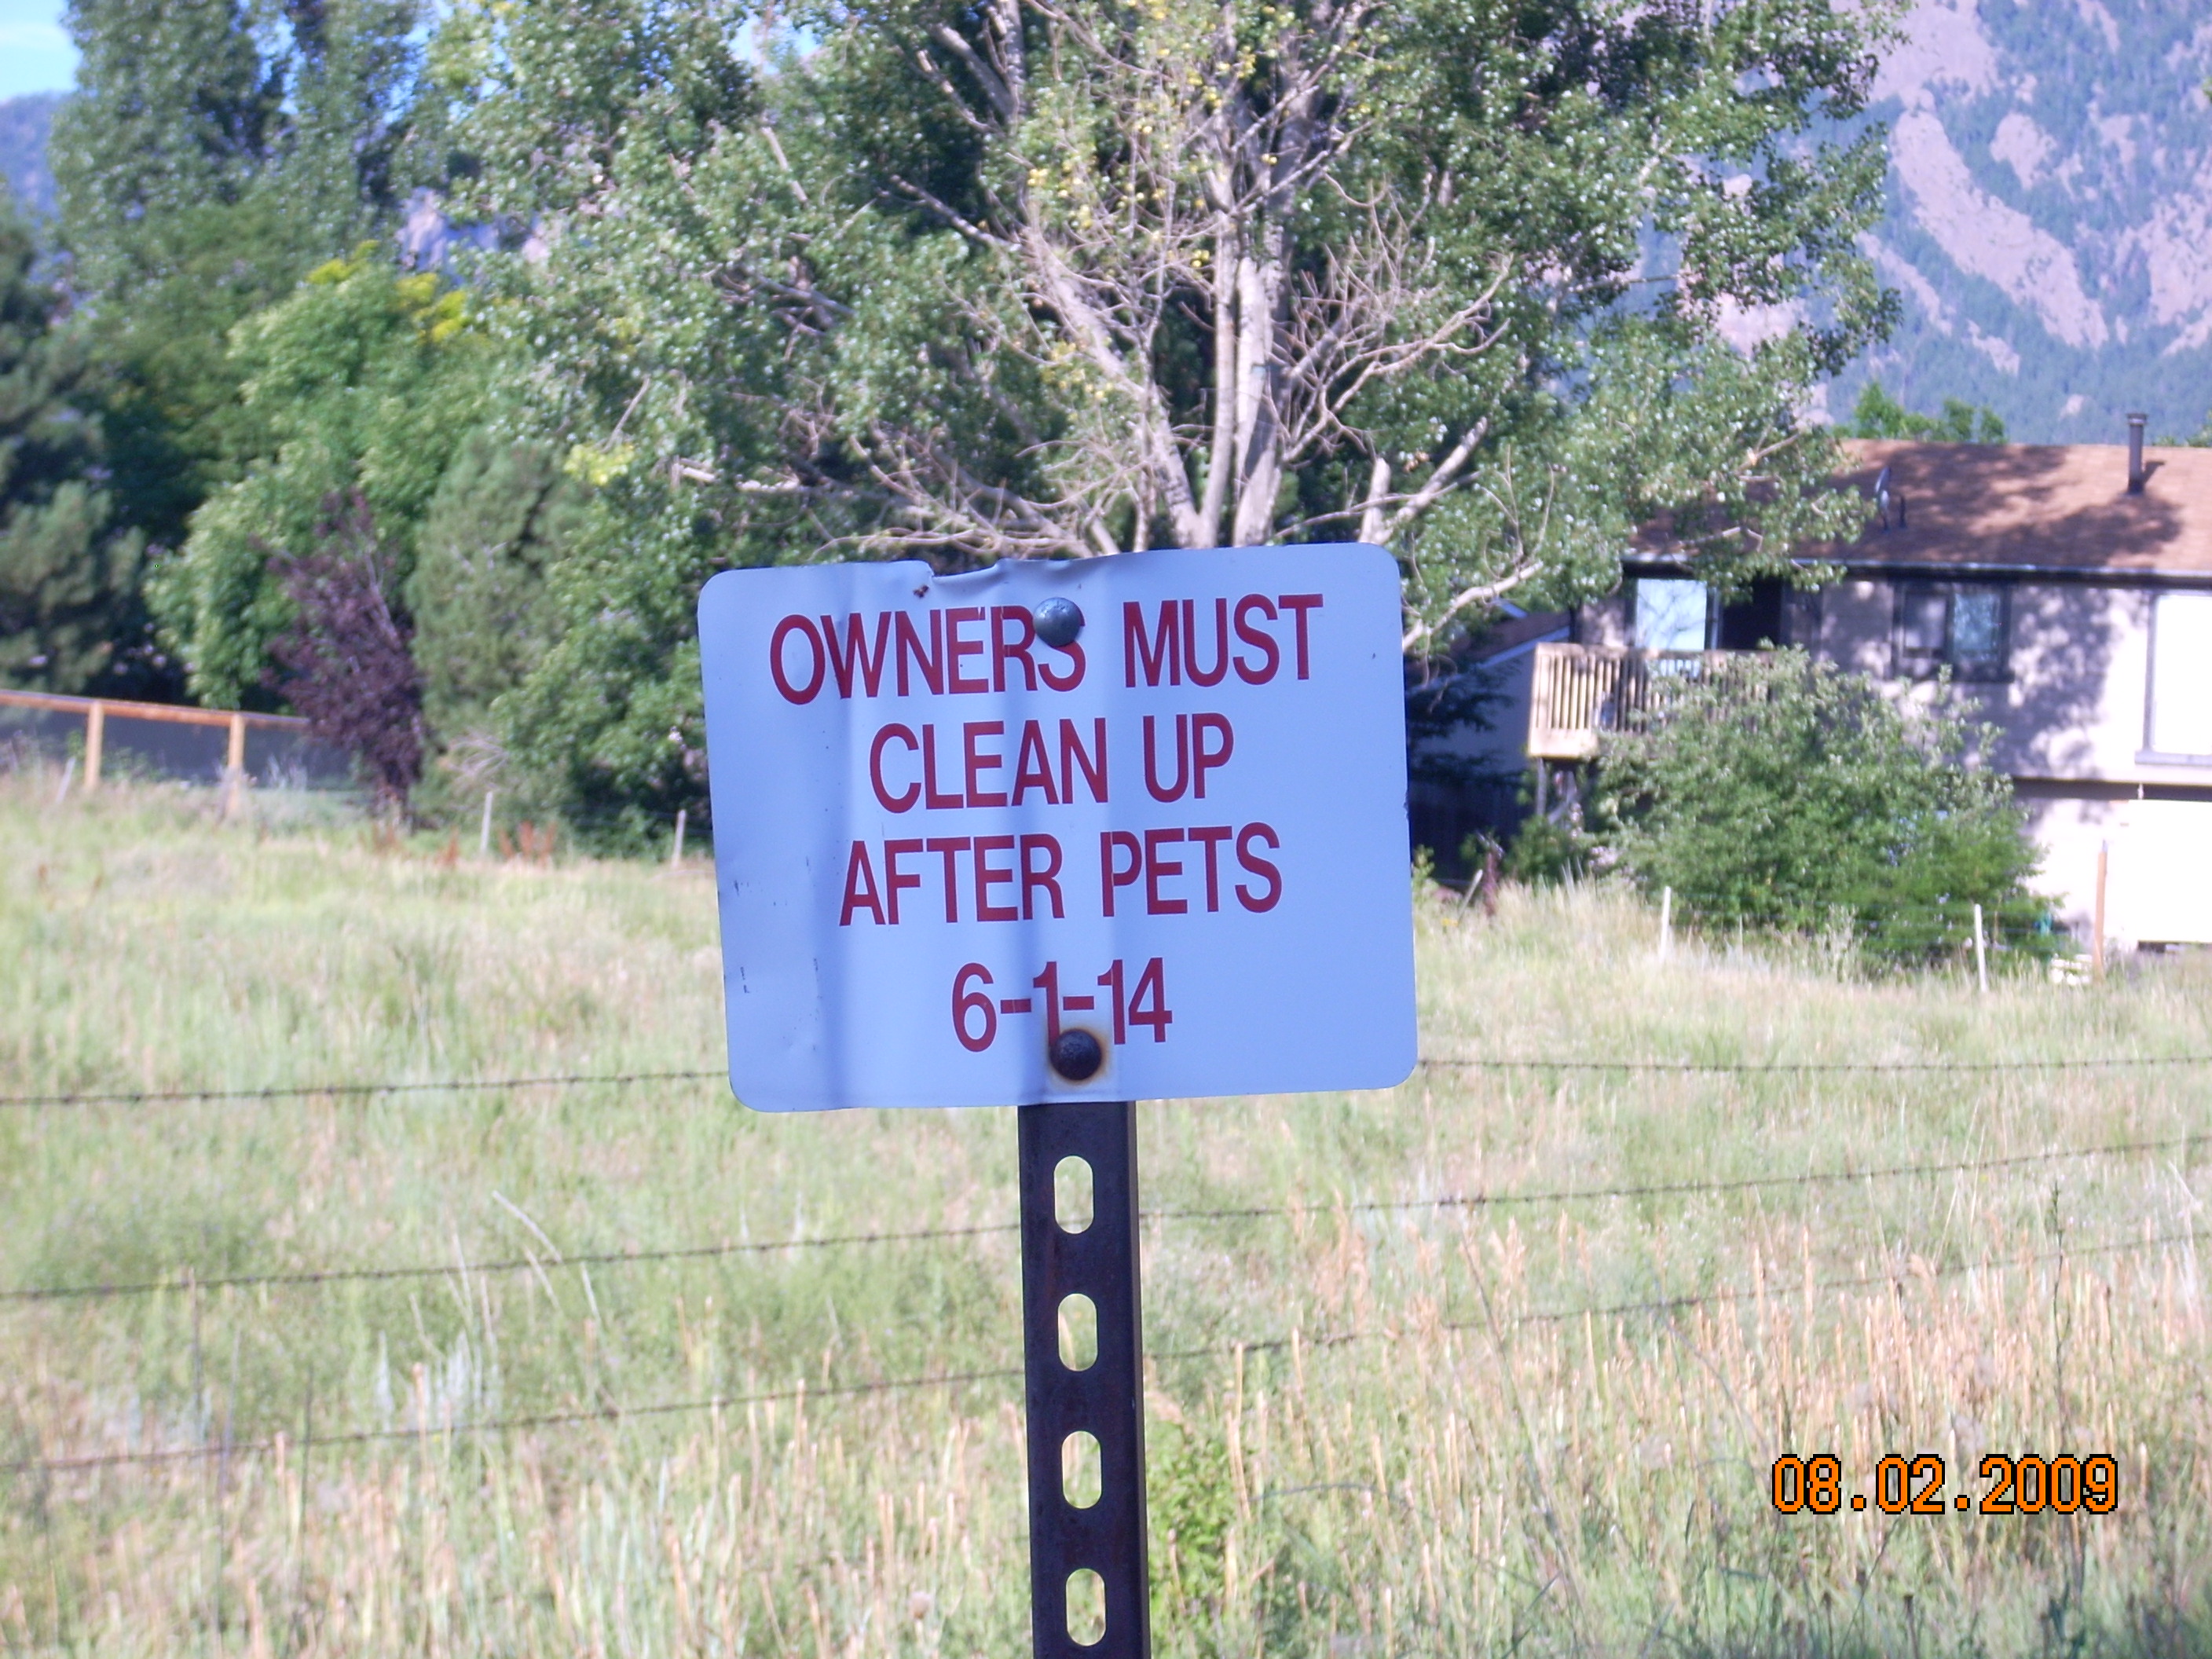 OWNERS MUST
CLEAN UP
AFTER PETS
6-1-14
08.02.2009